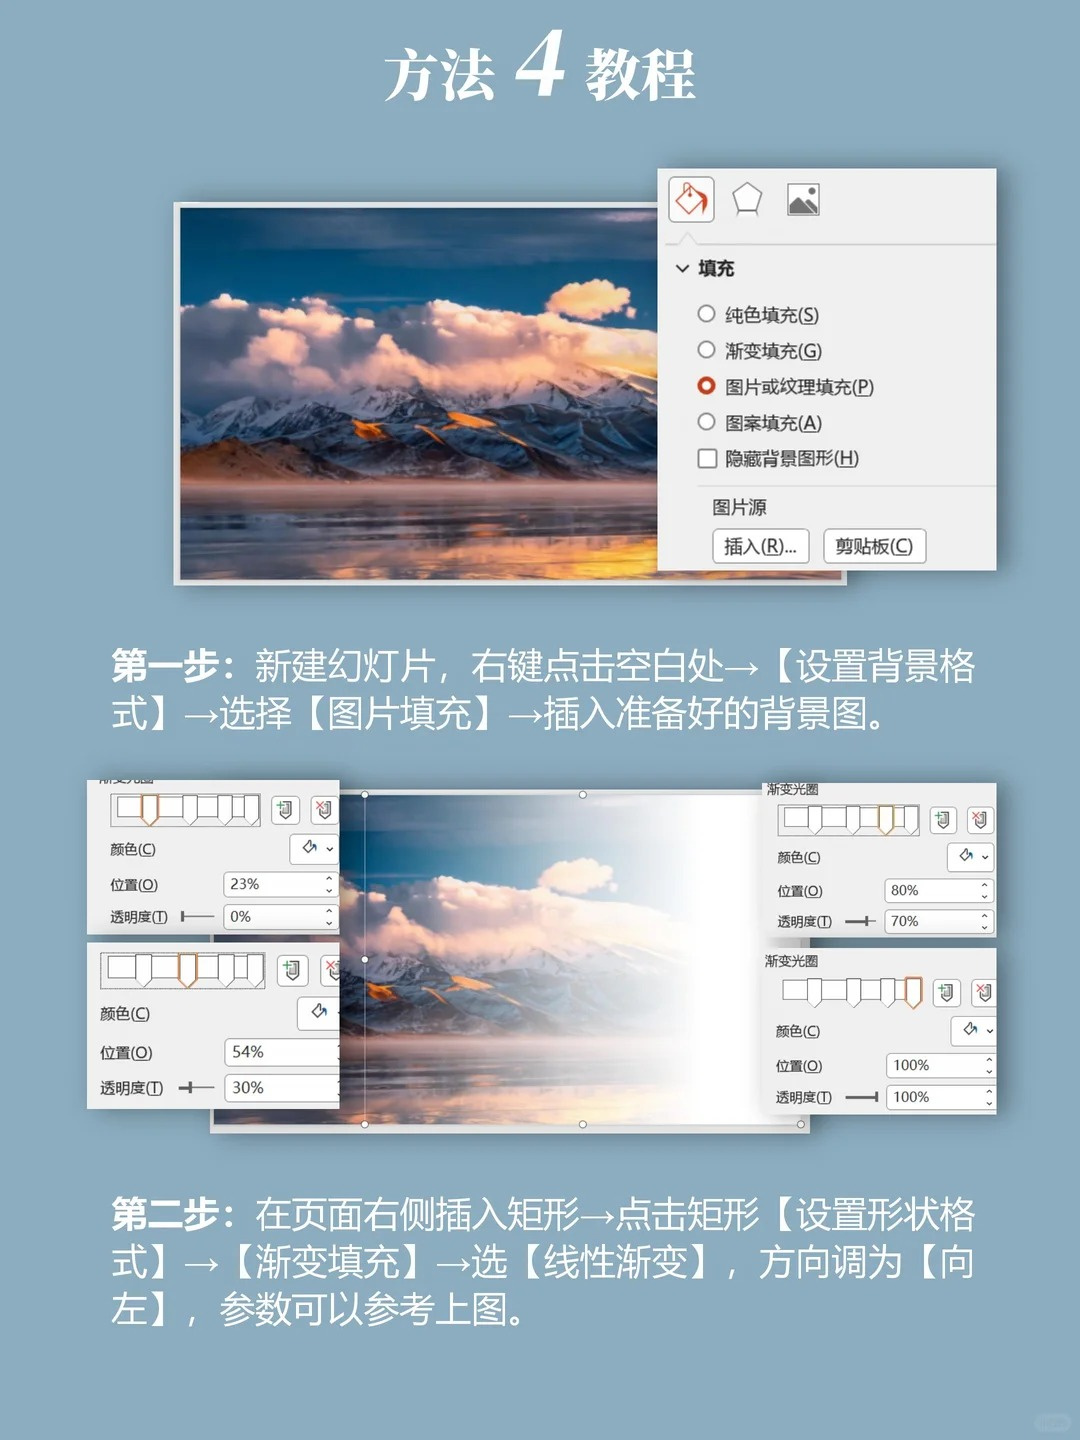 方法 4 教程
填充
纯色填充(S)
渐变填充(G)
图片或纹理填充(P)
图案填充(A)
隐藏背景图形(H)
图片源
插入(R)...
剪贴板(C)
第一步：新建幻灯片，右键点击空白处→【设置背景格
式】→选择【图片填充】→插入准备好的背景图。
渐变光圈
颜色(C)
位置(O) 23%
透明度(T) 0%
颜色(C)
位置(O) 54%
透明度(T) 30%
渐变光圈
颜色(C)
位置(O) 80%
透明度(T) 70%
渐变光圈
颜色(C)
位置(O) 100%
透明度(T) 100%
第二步：在页面右侧插入矩形→点击矩形【设置形状格
式】→【渐变填充】→选【线性渐变】，方向调为【向
左】，参数可以参考上图。